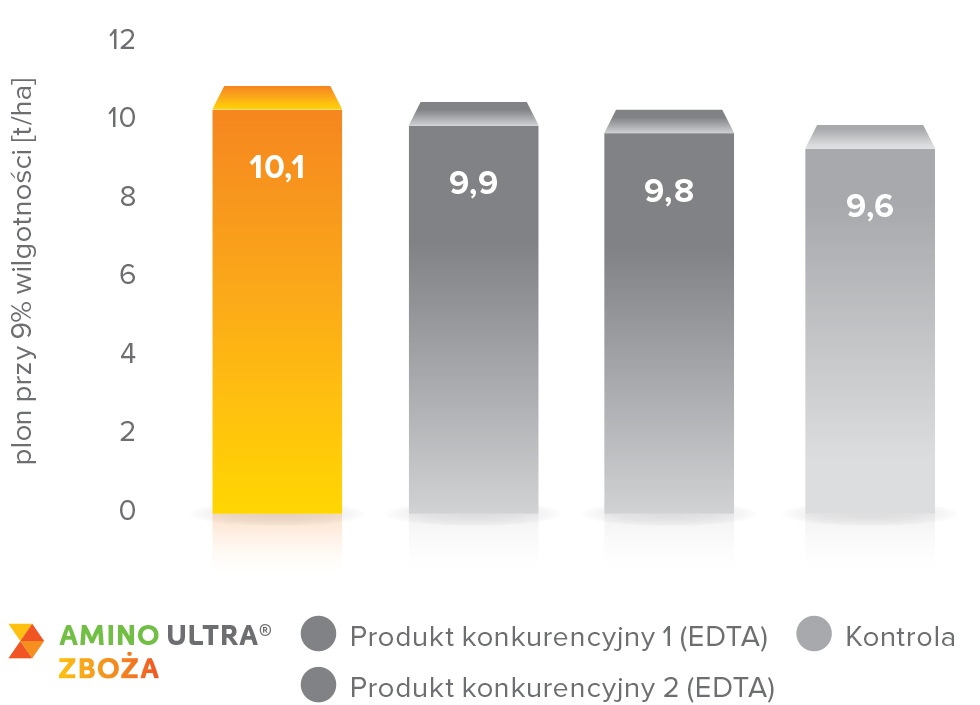 plon przy 9% wilgotności [t/ha]
12
10
8
6
4
2
0
10,1
9,9
9,8
9,6
AMINO ULTRA®
ZBOŻA
Produkt konkurencyjny 1 (EDTA)
Produkt konkurencyjny 2 (EDTA)
Kontrola